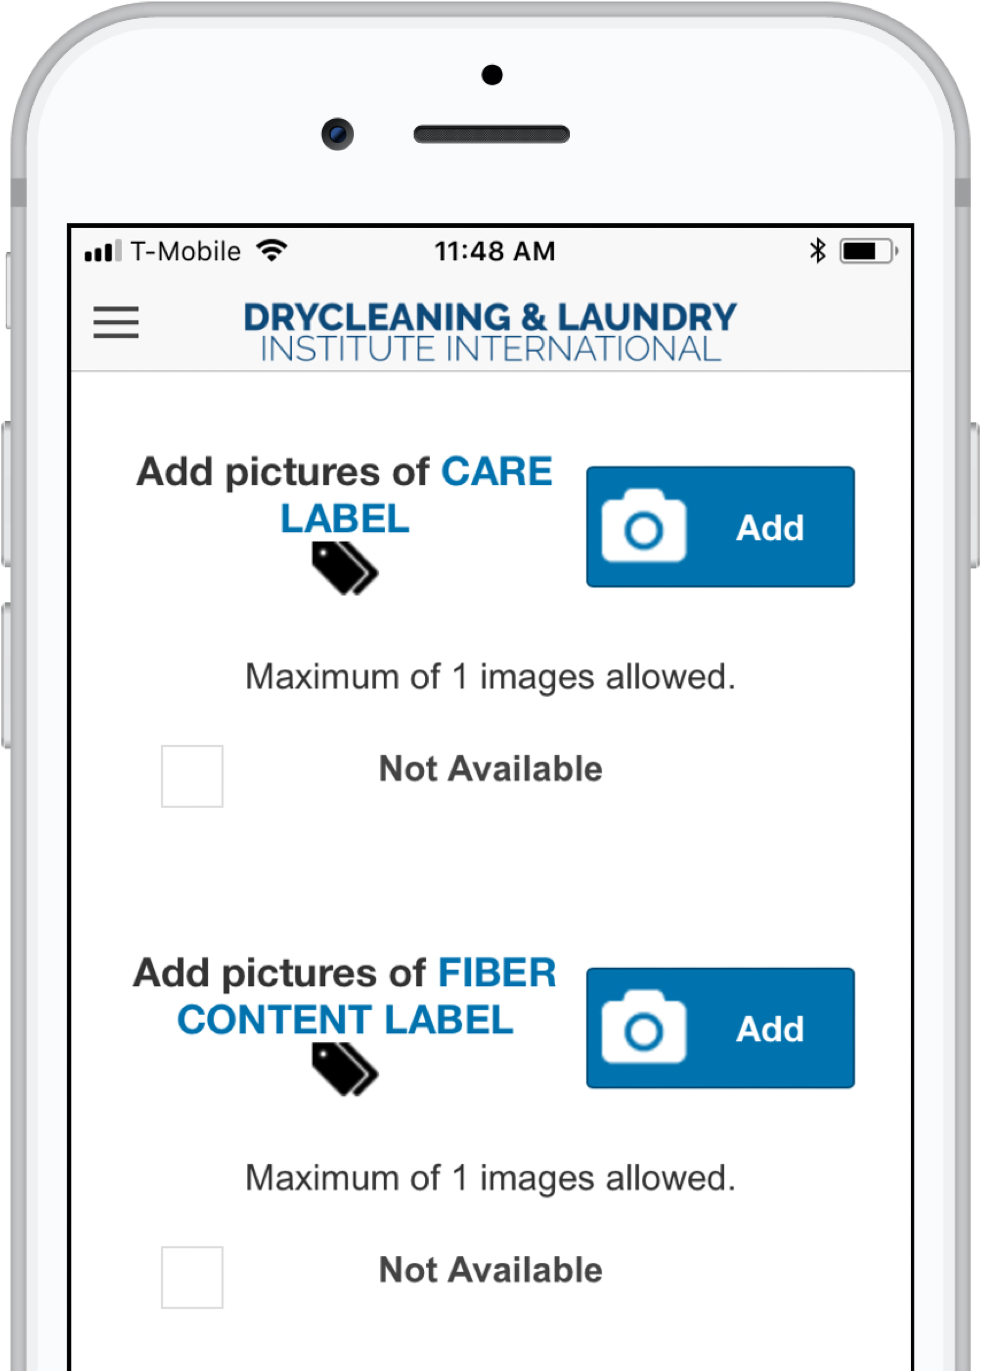 T-Mobile 11:48 AM
DRYCLEANING & LAUNDRY
INSTITUTE INTERNATIONAL
Add pictures of CARE
LABEL
Add
Maximum of 1 images allowed.
Not Available
Add pictures of FIBER
CONTENT LABEL
Add
Maximum of 1 images allowed.
Not Available